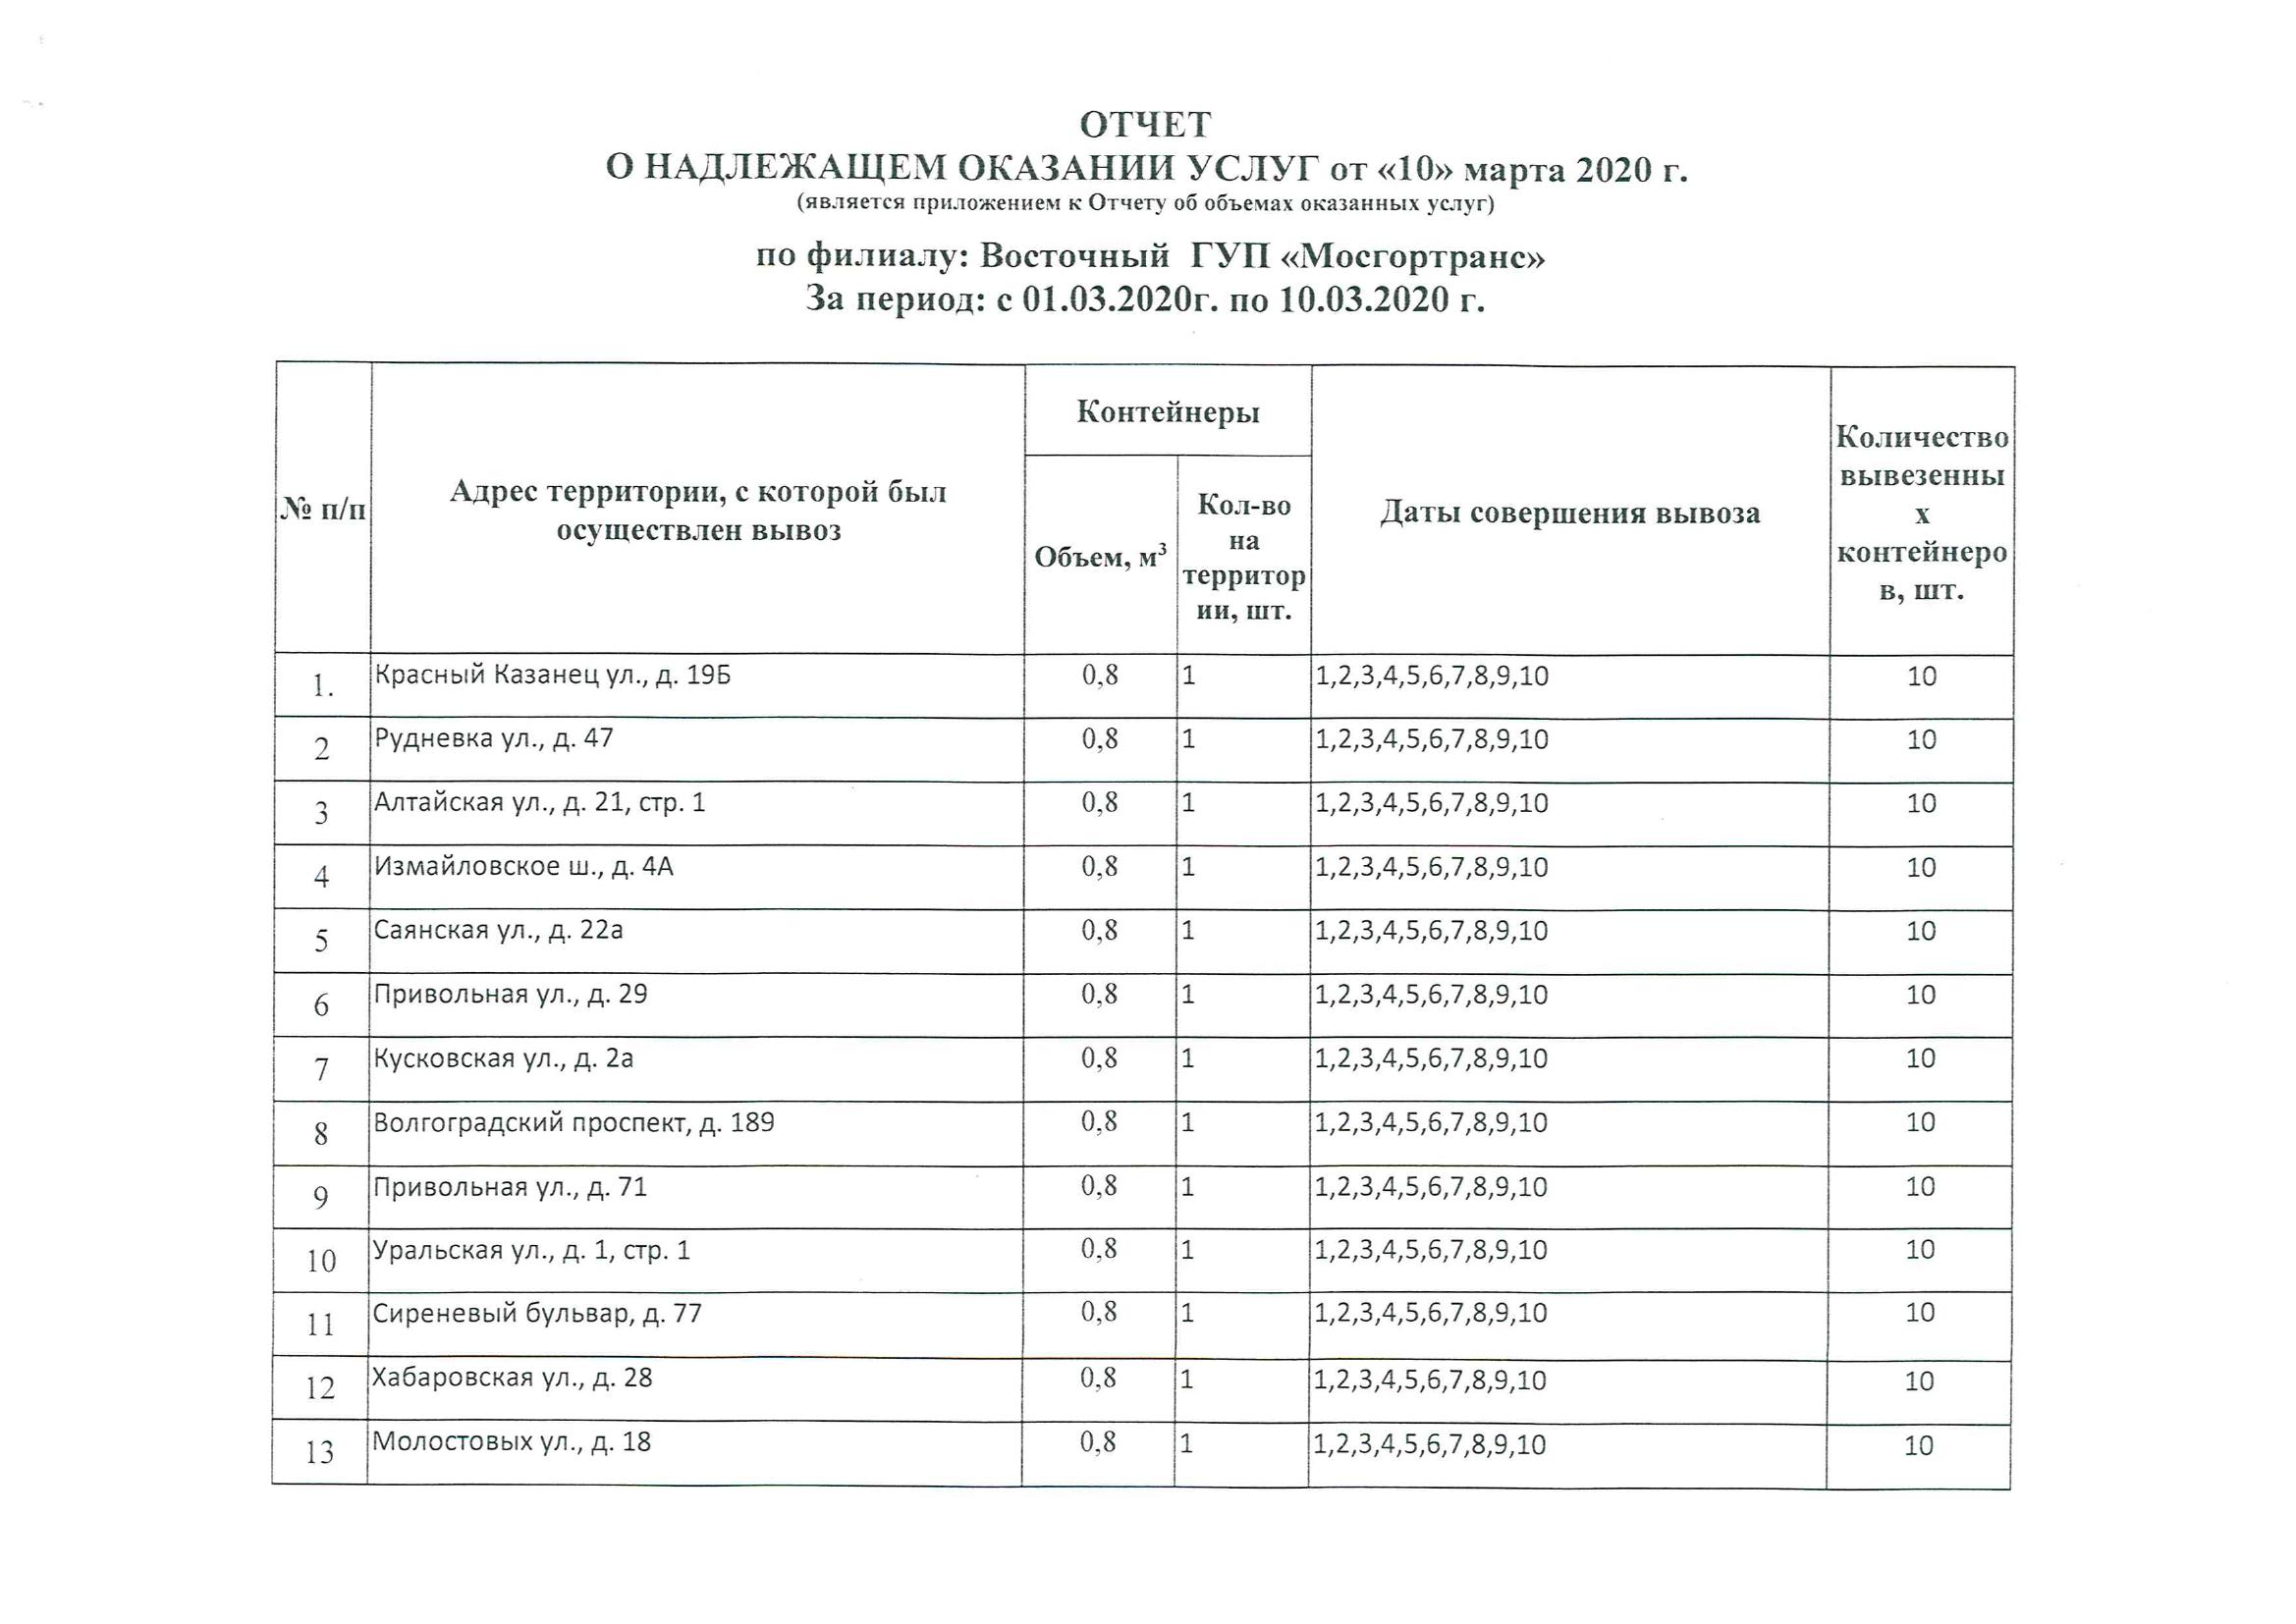 ОТЧЕТ
О НАДЛЕЖАЩЕМ ОКАЗАНИИ УСЛУГ от «10» марта 2020 г.
(является приложением к Отчету об объемах оказанных услуг)
по филиалу: Восточный ГУП «Мосгортранс»
За период: с 01.03.2020г. по 10.03.2020 г.
№ п/п
Адрес территории, с которой был
осуществлен вывоз
Контейнеры
Объем, м³
Кол-во
на
территор
ии, шт.
Даты совершения вывоза
Количество
вывезенны
х
контейнеро
в, шт.
1. Красный Казанец ул., д. 19Б 0,8 1 1,2,3,4,5,6,7,8,9,10 10
2 Рудневка ул., д. 47 0,8 1 1,2,3,4,5,6,7,8,9,10 10
3 Алтайская ул., д. 21, стр. 1 0,8 1 1,2,3,4,5,6,7,8,9,10 10
4 Измайловское ш., д. 4А 0,8 1 1,2,3,4,5,6,7,8,9,10 10
5 Саянская ул., д. 22а 0,8 1 1,2,3,4,5,6,7,8,9,10 10
6 Привольная ул., д. 29 0,8 1 1,2,3,4,5,6,7,8,9,10 10
7 Кусковская ул., д. 2а 0,8 1 1,2,3,4,5,6,7,8,9,10 10
8 Волгоградский проспект, д. 189 0,8 1 1,2,3,4,5,6,7,8,9,10 10
9 Привольная ул., д. 71 0,8 1 1,2,3,4,5,6,7,8,9,10 10
10 Уральская ул., д. 1, стр. 1 0,8 1 1,2,3,4,5,6,7,8,9,10 10
11 Сиреневый бульвар, д. 77 0,8 1 1,2,3,4,5,6,7,8,9,10 10
12 Хабаровская ул., д. 28 0,8 1 1,2,3,4,5,6,7,8,9,10 10
13 Молостовых ул., д. 18 0,8 1 1,2,3,4,5,6,7,8,9,10 10